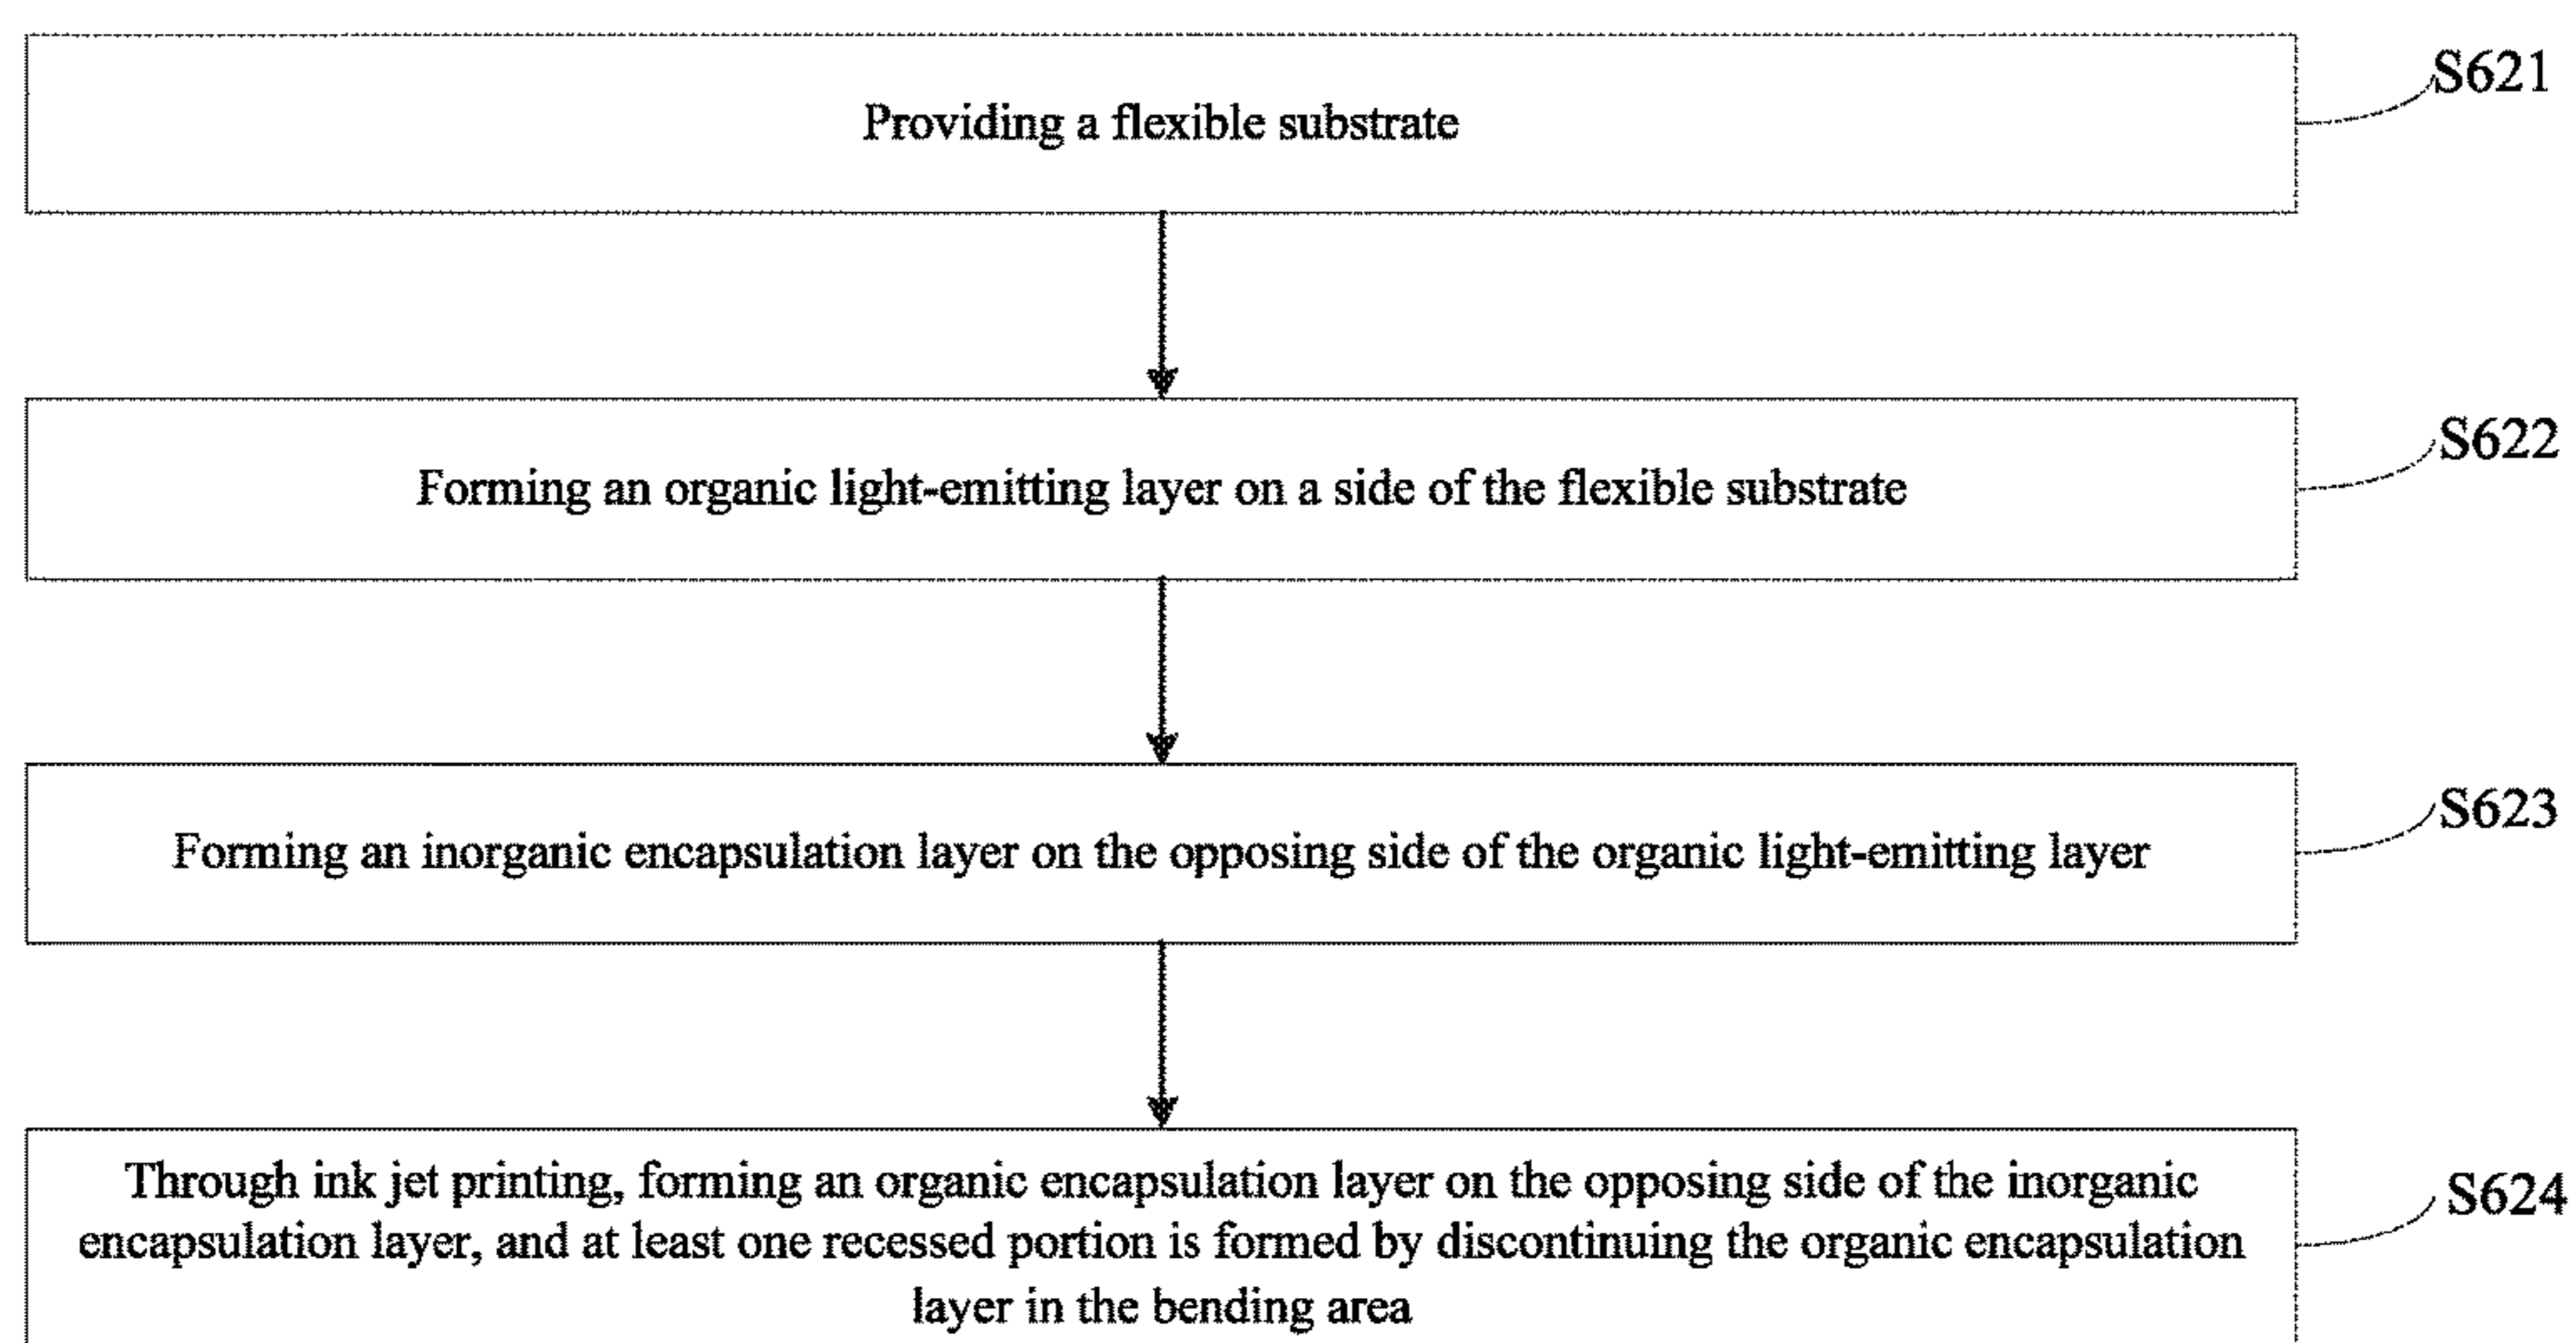 Providing a flexible substrate
S621
Forming an organic light-emitting layer on a side of the flexible substrate
S622
Forming an inorganic encapsulation layer on the opposing side of the organic light-emitting layer
S623
Through ink jet printing, forming an organic encapsulation layer on the opposing side of the inorganic
encapsulation layer, and at least one recessed portion is formed by discontinuing the organic encapsulation
layer in the bending area
S624